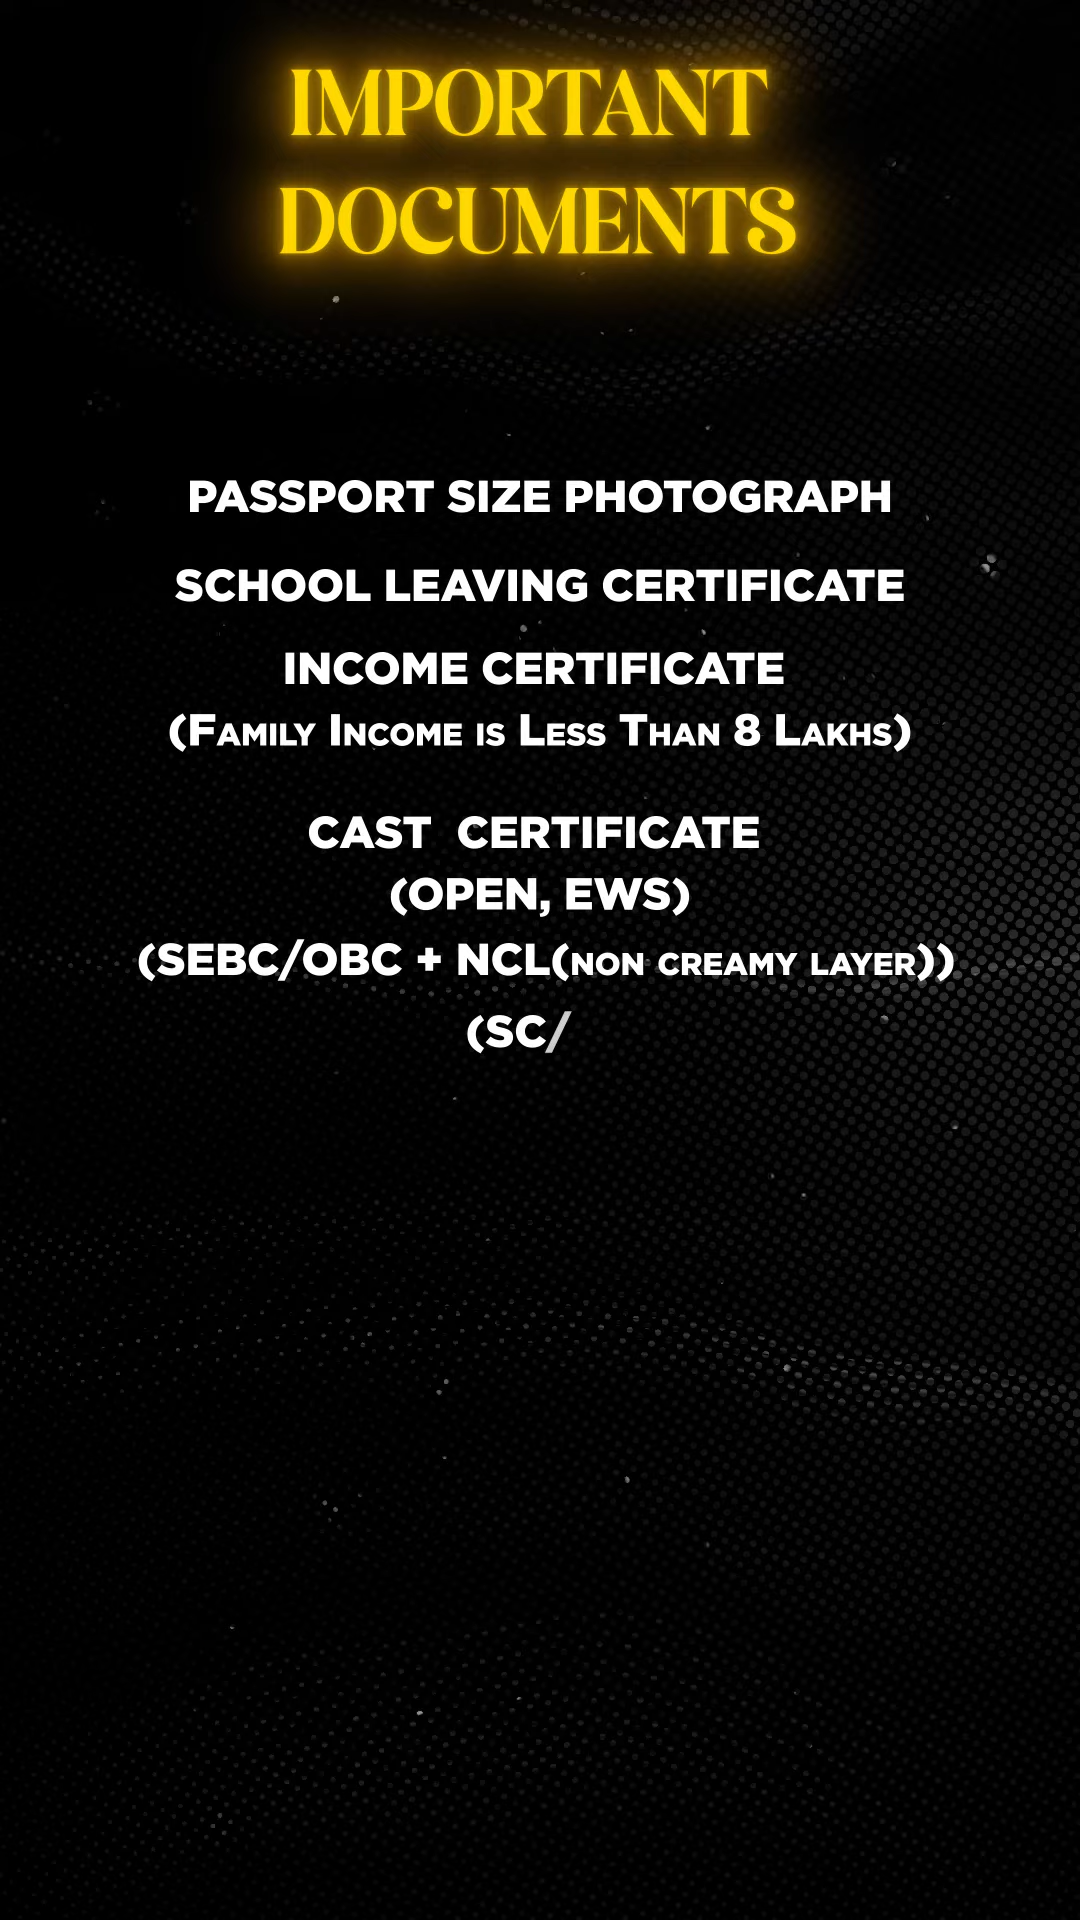 IMPORTANT
DOCUMENTS
PASSPORT SIZE PHOTOGRAPH
SCHOOL LEAVING CERTIFICATE
INCOME CERTIFICATE
(Family Income is Less Than 8 Lakhs)
CAST CERTIFICATE
(OPEN, EWS)
(SEBC/OBC + NCL(non creamy layer))
(SC/